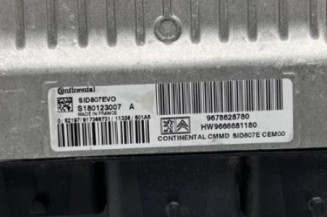 Continental
SID807EVO
S180123007 A
MADE IN FRANCE
9678628780
HW9666681180
CONTINENTAL CMMD SID807E CEM00